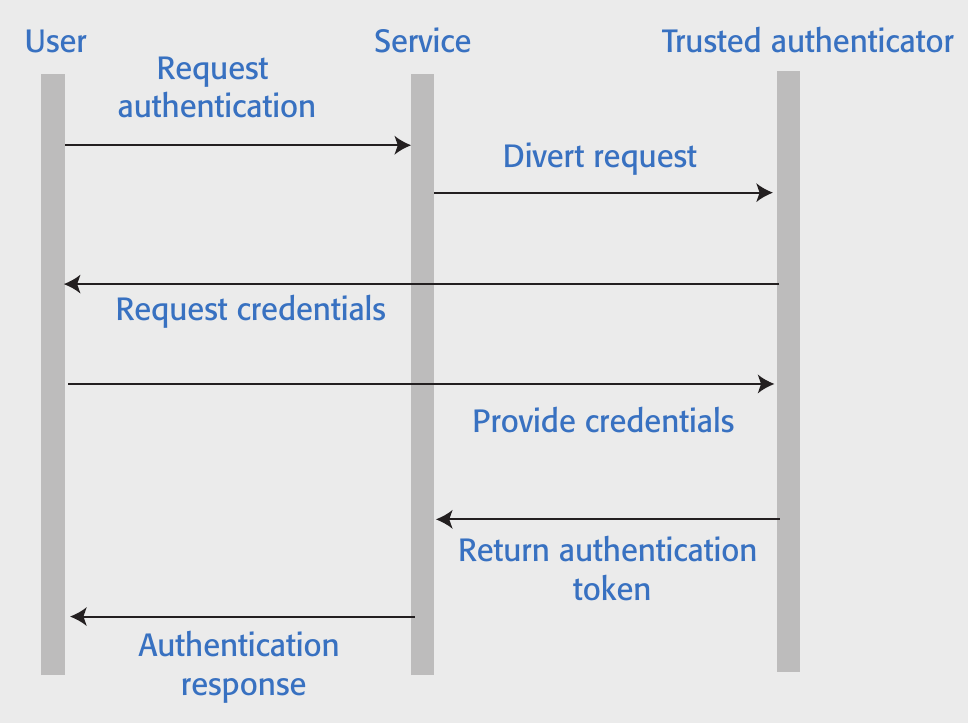 User
Service
Trusted authenticator
Request
authentication
Divert request
Request credentials
Provide credentials
Return authentication
token
Authentication
response